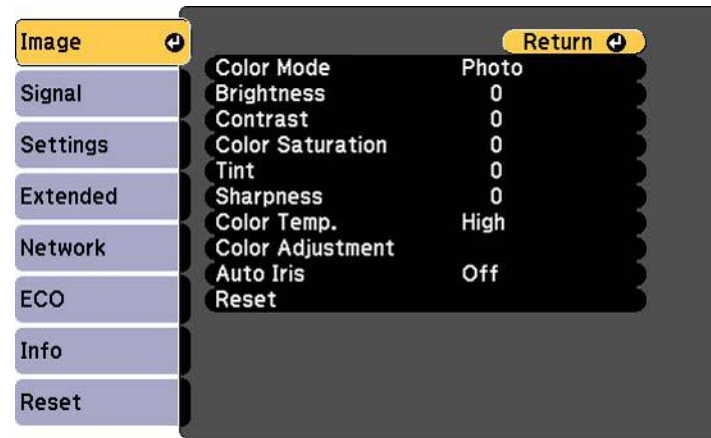 Image
Signal
Settings
Extended
Network
ECO
Info
Reset
Return
Color Mode Photo
Brightness 0
Contrast 0
Color Saturation 0
Tint 0
Sharpness 0
Color Temp. High
Color Adjustment
Auto Iris Off
Reset